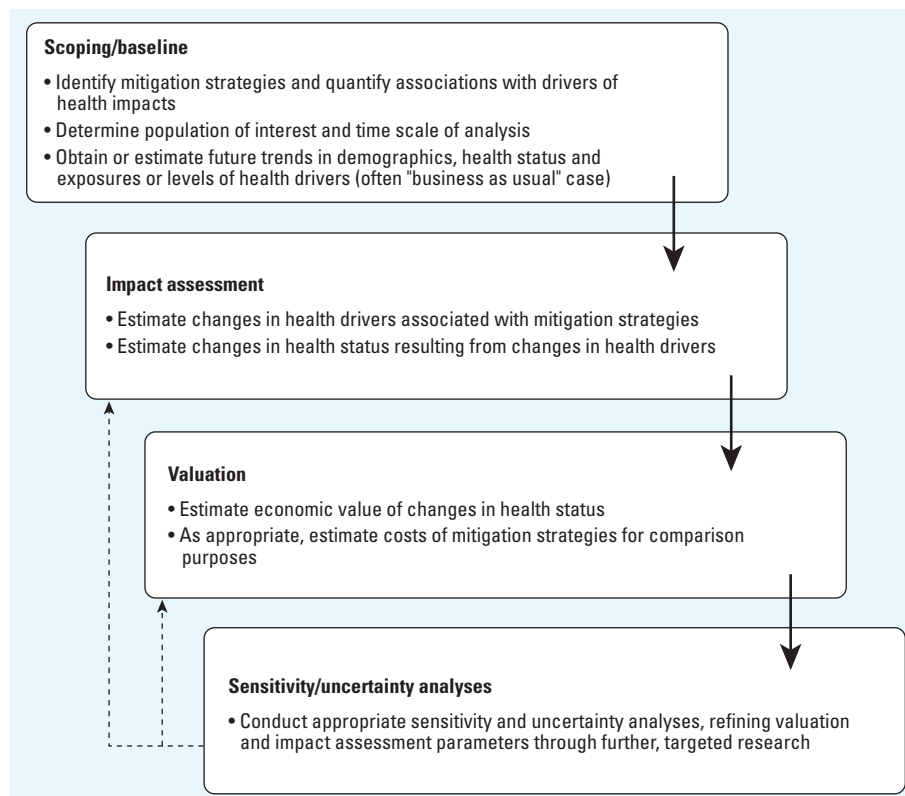 Scoping/baseline
• Identify mitigation strategies and quantify associations with drivers of
health impacts
• Determine population of interest and time scale of analysis
• Obtain or estimate future trends in demographics, health status and
exposures or levels of health drivers (often "business as usual" case)
Impact assessment
• Estimate changes in health drivers associated with mitigation strategies
• Estimate changes in health status resulting from changes in health drivers
Valuation
• Estimate economic value of changes in health status
• As appropriate, estimate costs of mitigation strategies for comparison
purposes
Sensitivity/uncertainty analyses
• Conduct appropriate sensitivity and uncertainty analyses, refining valuation
and impact assessment parameters through further, targeted research